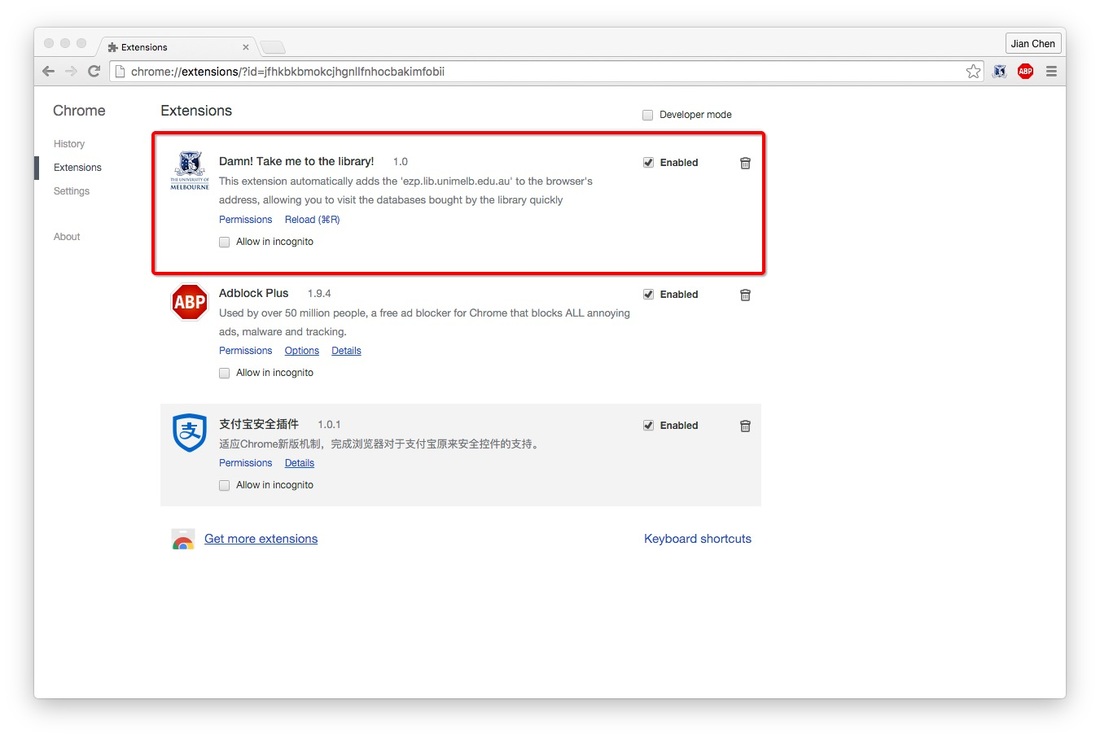 Extensions
Jian Chen
chrome://extensions/?id=jfhkbkbmokcjhgnllfnhocbakimfobii
ABP
Chrome
Extensions
Developer mode
History
Extensions
Settings
About
THE UNIVERSITY OF
MELBOURNE
Damn! Take me to the library! 1.0
Enabled
This extension automatically adds the 'ezp.lib.unimelb.edu.au' to the browser's
address, allowing you to visit the databases bought by the library quickly
Permissions Reload (⌘R)
Allow in incognito
ABP
Adblock Plus 1.9.4
Enabled
Used by over 50 million people, a free ad blocker for Chrome that blocks ALL annoying
ads, malware and tracking.
Permissions Options Details
Allow in incognito
支
支付宝安全插件 1.0.1
Enabled
适应Chrome新版机制，完成浏览器对于支付宝原来安全控件的支持。
Permissions Details
Allow in incognito
Get more extensions
Keyboard shortcuts